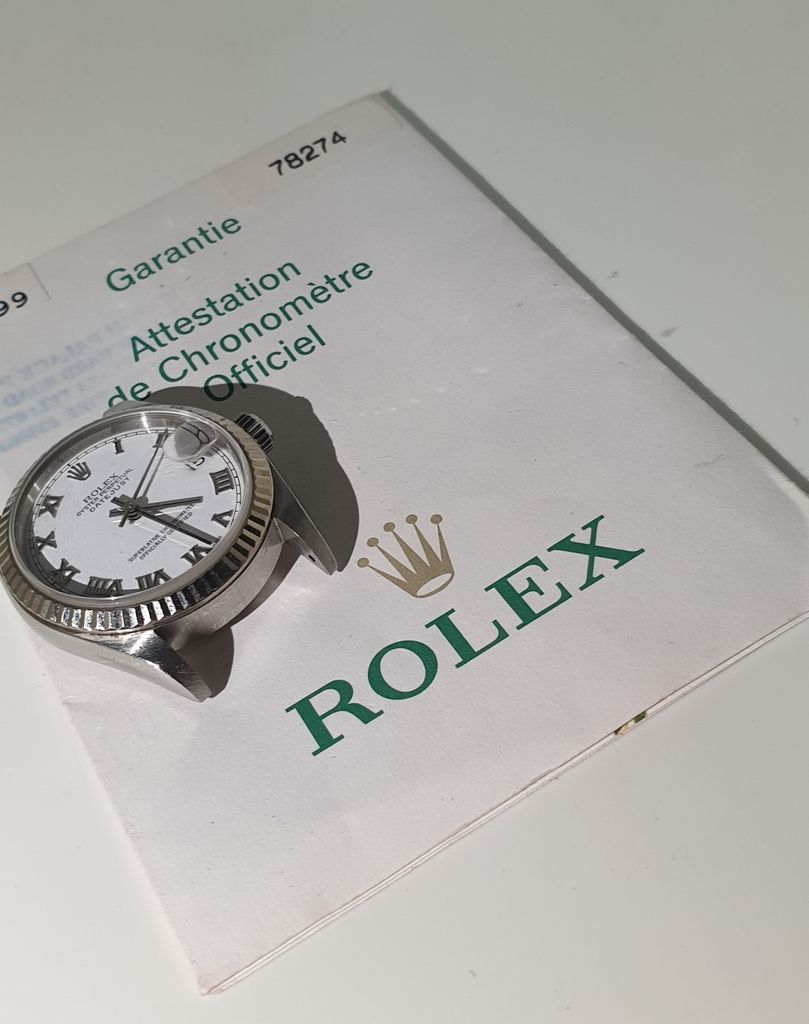 78274
99
Garantie
Attestation
de Chronomètre
Officiel
ROLEX
OYSTER PERPETUAL
DATEJUST
SUPERLATIVE CHRONOMETER
OFFICIALLY CERTIFIED
ROLEX